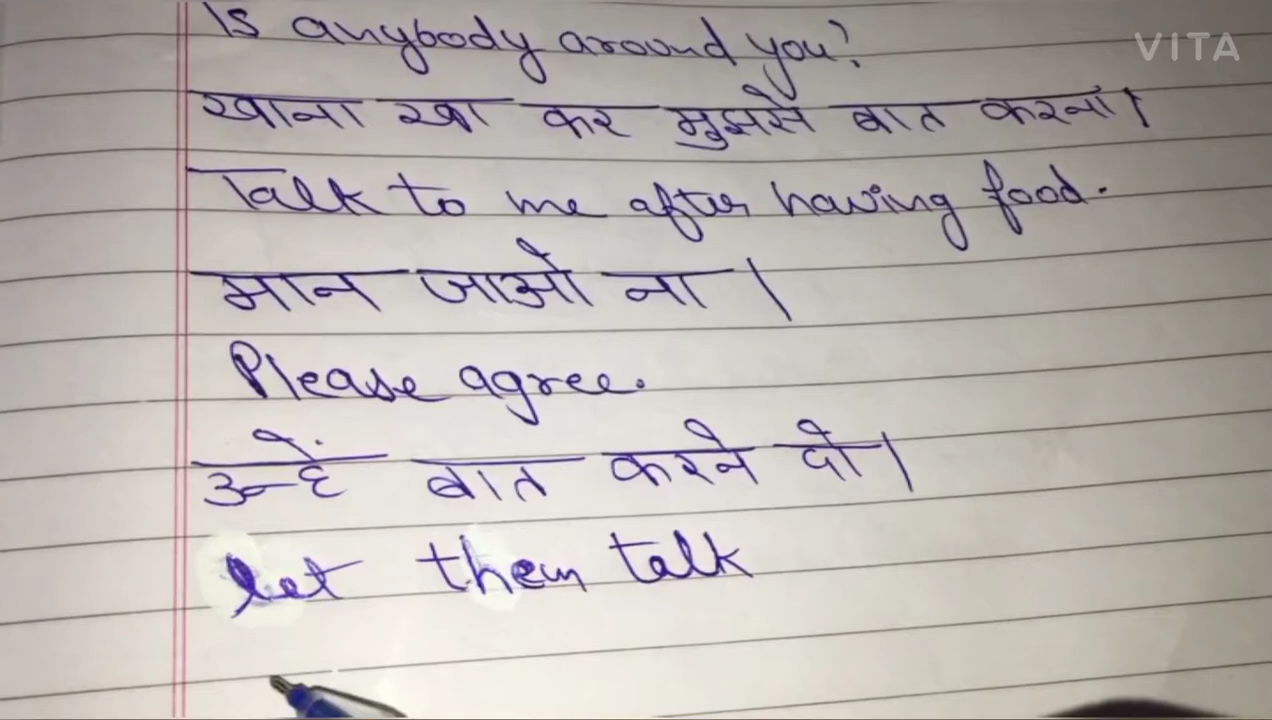 Is anybody around you?
VITA
खाना खा कर मुझसे बात करना।
Talk to me after having food.
मान जाओ ना।
Please agree.
उन्हें बात करने दो।
let them talk